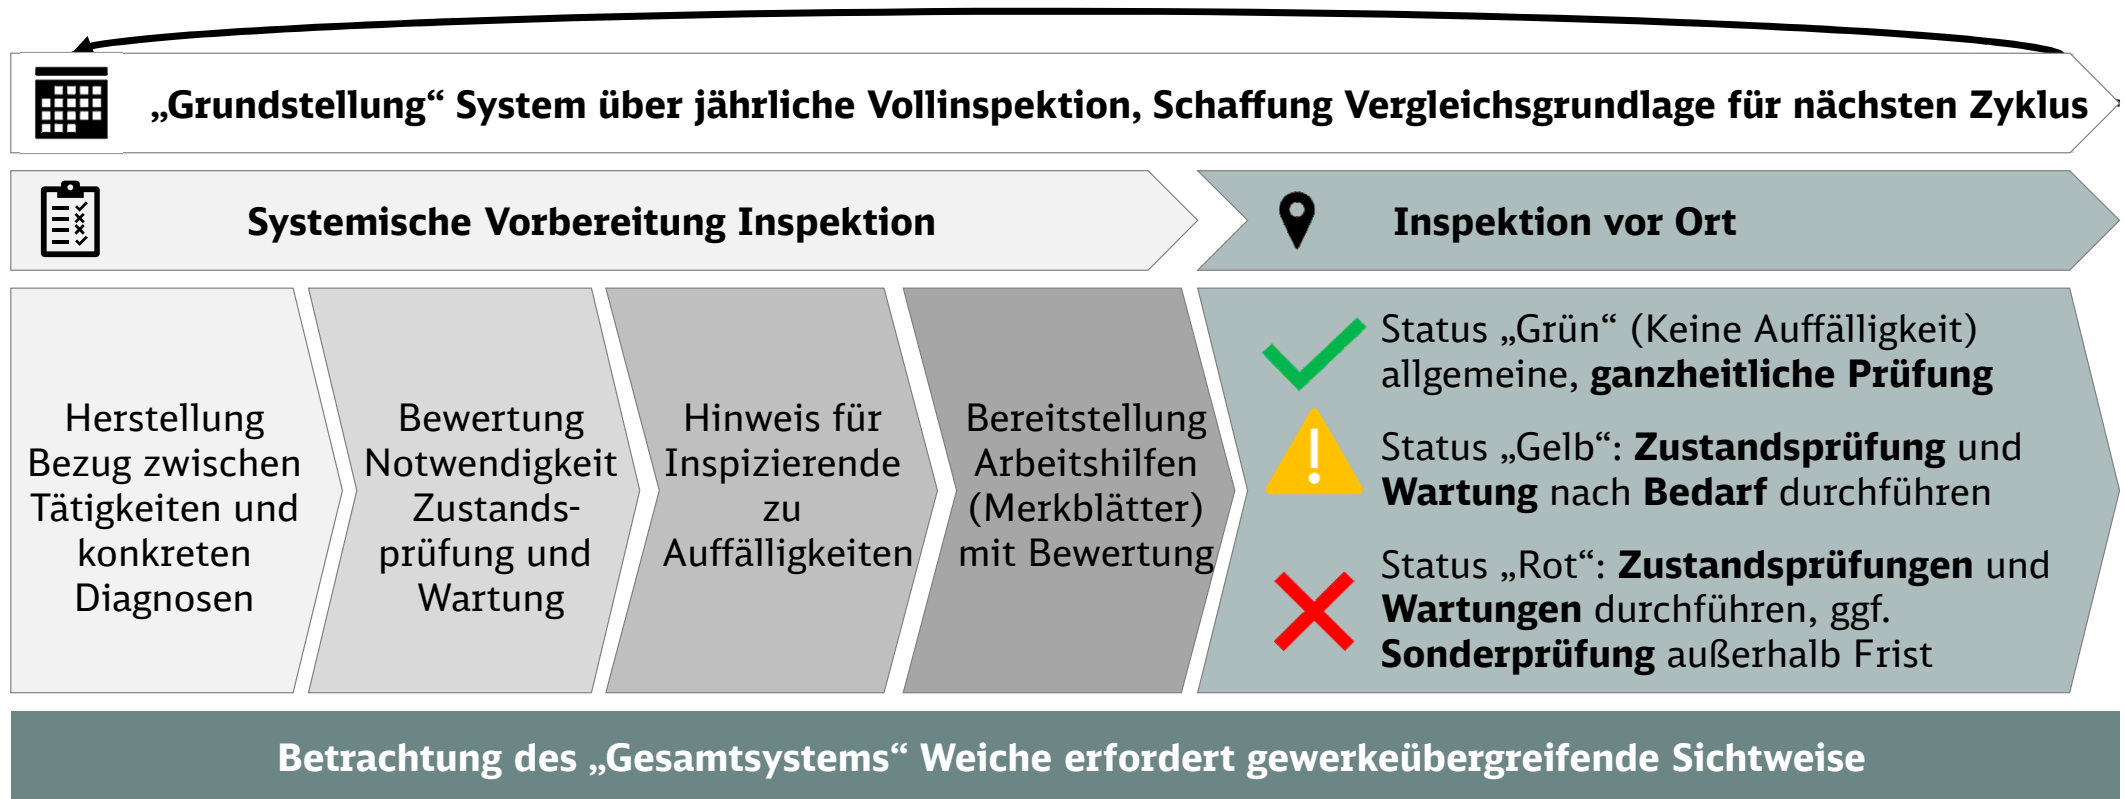 „Grundstellung“ System über jährliche Vollinspektion, Schaffung Vergleichsgrundlage für nächsten Zyklus
Systemische Vorbereitung Inspektion
Inspektion vor Ort
Herstellung
Bezug zwischen
Tätigkeiten und
konkreten
Diagnosen
Bewertung
Notwendigkeit
Zustands-
prüfung und
Wartung
Hinweis für
Inspizierende
zu
Auffälligkeiten
Bereitstellung
Arbeitshilfen
(Merkblätter)
mit Bewertung
Status „Grün“ (Keine Auffälligkeit)
allgemeine, ganzheitliche Prüfung
Status „Gelb“: Zustandsprüfung und
Wartung nach Bedarf durchführen
Status „Rot“: Zustandsprüfungen und
Wartungen durchführen, ggf.
Sonderprüfung außerhalb Frist
Betrachtung des „Gesamtsystems“ Weiche erfordert gewerkeübergreifende Sichtweise